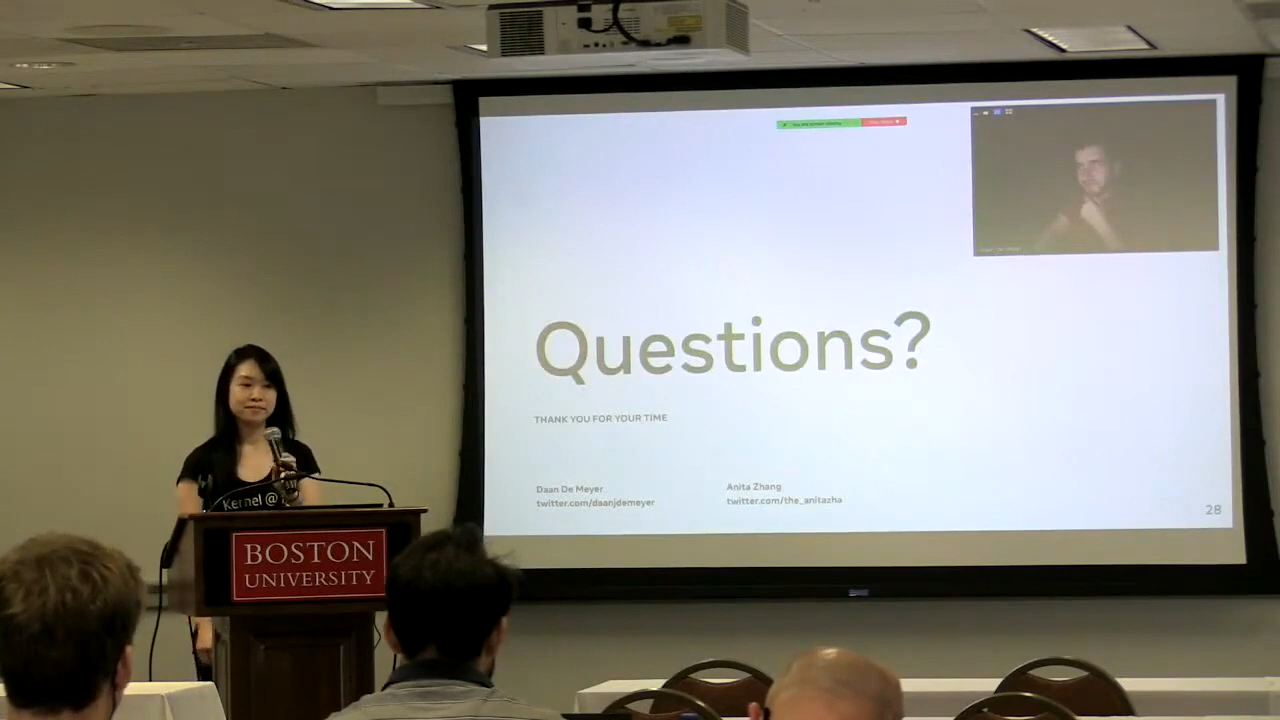 Questions?
THANK YOU FOR YOUR TIME
Daan De Meyer
twitter.com/daanjdemeyer
Anita Zhang
twitter.com/the_anitazha
28
Kernel @
BOSTON
UNIVERSITY